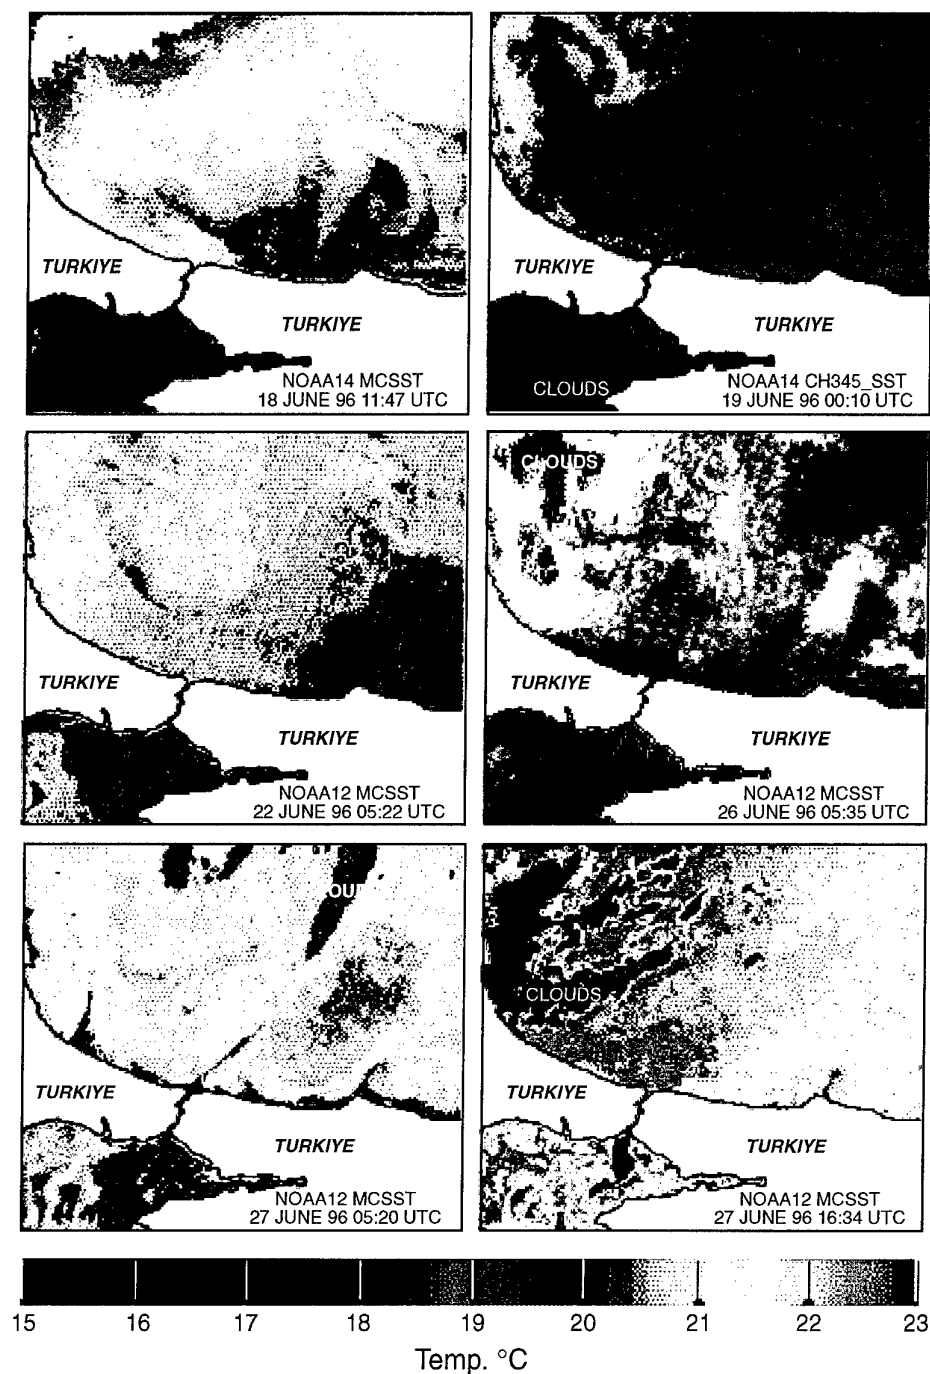 TURKIYE
TURKIYE
NOAA14 MCSST
18 JUNE 96 11:47 UTC
TURKIYE
TURKIYE
CLOUDS
NOAA14 CH345_SST
19 JUNE 96 00:10 UTC
TURKIYE
TURKIYE
NOAA12 MCSST
22 JUNE 96 05:22 UTC
CLOUDS
TURKIYE
TURKIYE
NOAA12 MCSST
26 JUNE 96 05:35 UTC
TURKIYE
TURKIYE
NOAA12 MCSST
27 JUNE 96 05:20 UTC
CLOUDS
TURKIYE
TURKIYE
NOAA12 MCSST
27 JUNE 96 16:34 UTC
15 16 17 18 19 20 21 22 23
Temp. °C